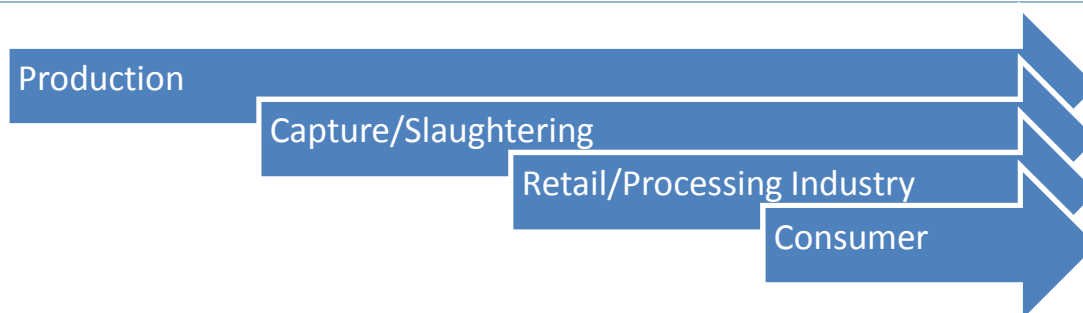 Production
Capture/Slaughtering
Retail/Processing Industry
Consumer